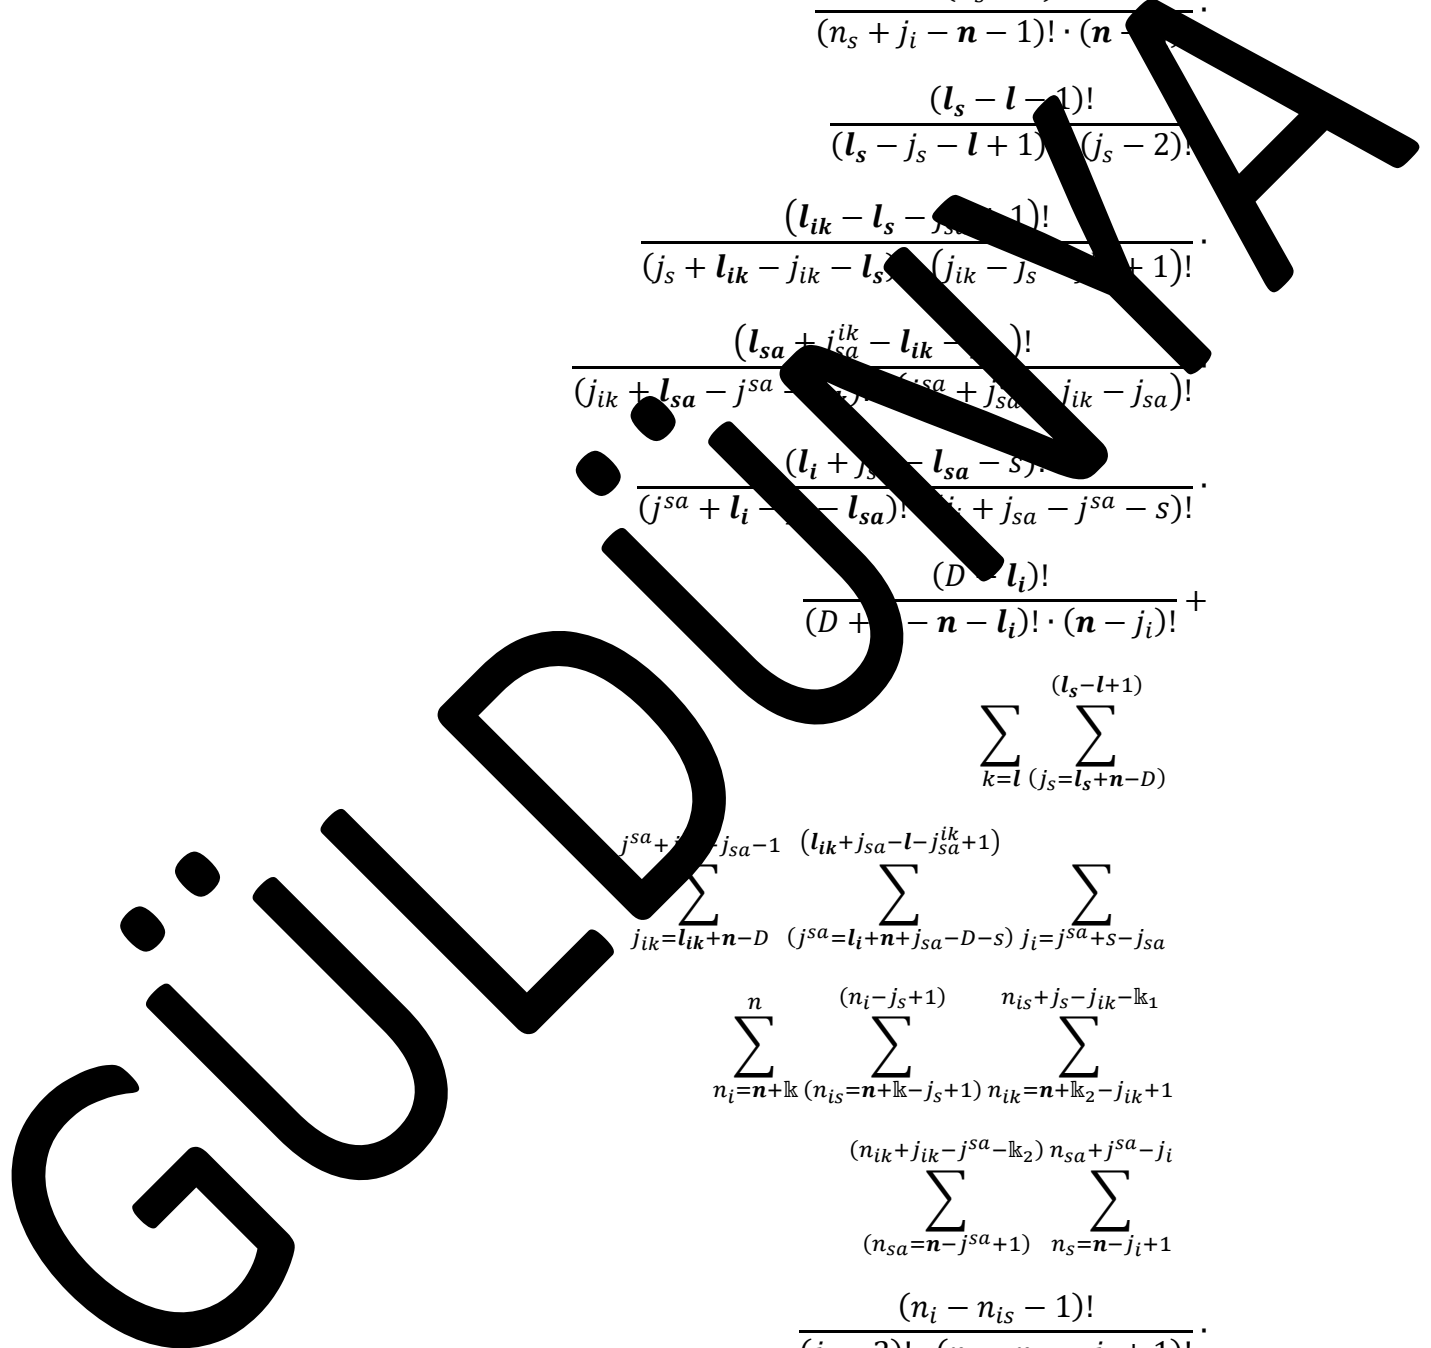 (n_s + j_i − n − 1)! · (n −
(l_s − l − 1)!
(l_s − j_s − l + 1) (j_s − 2)!
(l_ik − l_s − 1)!
(j_s + l_ik − j_ik − l_s) (j_ik − j_s + 1)! ·
(l_sa + j_sa^ik − l_ik − )!
(j_ik + l_sa − j^sa − j_ik − j_sa)!
(l_i + − l_sa − s)!
(j^sa + l_i − − l_sa)! + j_sa − j^sa − s)! ·
(D − l_i)!
(D + − n − l_i)! · (n − j_i)! +
(l_s−l+1)
∑ ∑
k=l (j_s=l_s+n−D)
j^sa+ j_sa−1 (l_ik+j_sa−l−j_sa^ik+1)
∑ ∑ ∑
j_ik=l_ik+n−D (j^sa=l_i+n+j_sa−D−s) j_i=j^sa+s−j_sa
n (n_i−j_s+1) n_is+j_s−j_ik−𝕜_1
∑ ∑ ∑
n_i=n+𝕜 (n_is=n+𝕜−j_s+1) n_ik=n+𝕜_2−j_ik+1
(n_ik+j_ik−j^sa−𝕜_2) n_sa+j^sa−j_i
∑ ∑
(n_sa=n−j^sa+1) n_s=n−j_i+1
(n_i − n_is − 1)! ·
GÜLDÜNYA